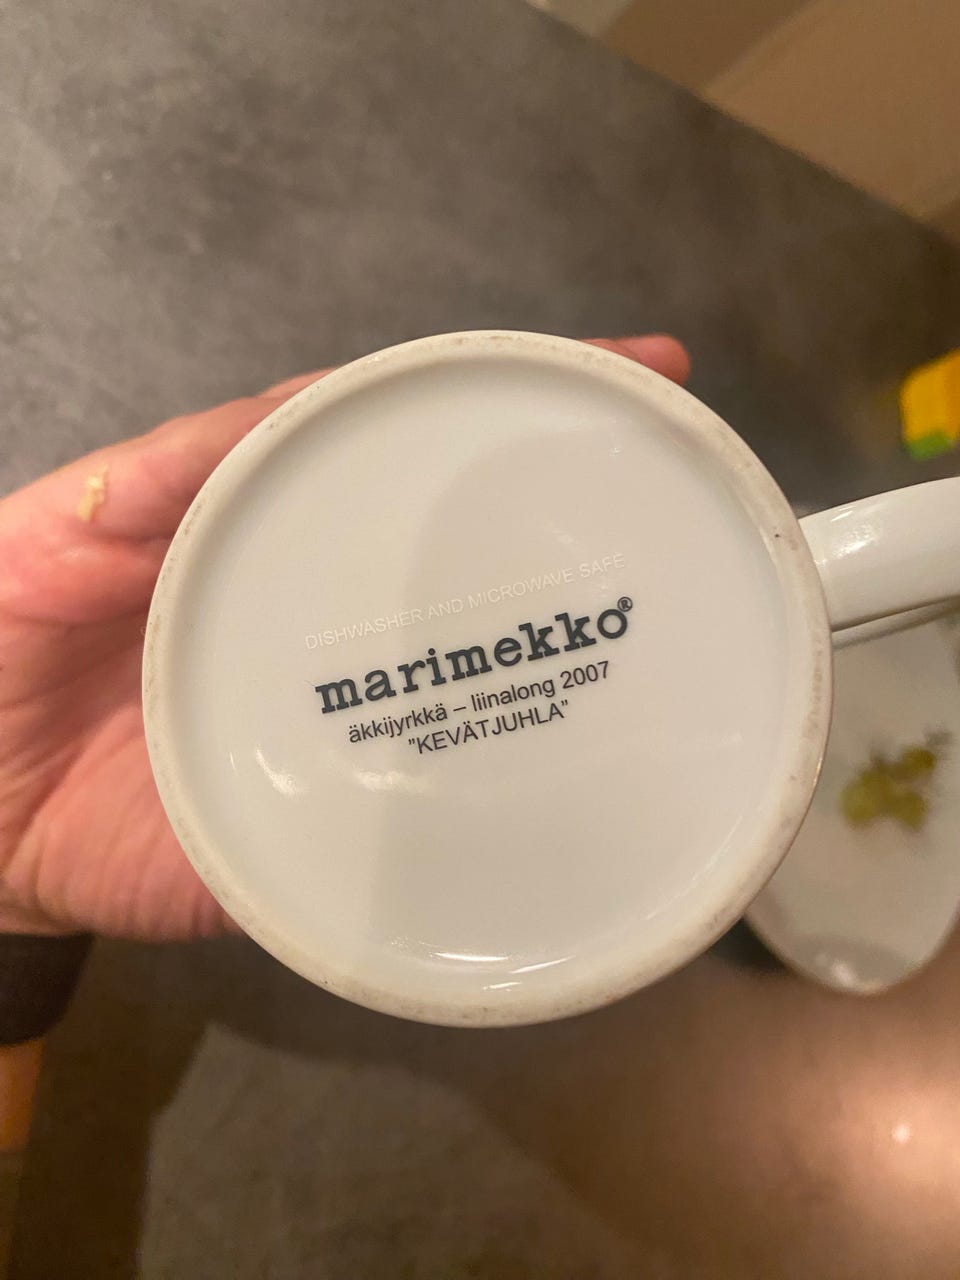 DISHWASHER AND MICROWAVE SAFE
marimekko®
äkkijyrkkä – liinalong 2007
"KEVÄTJUHLA"